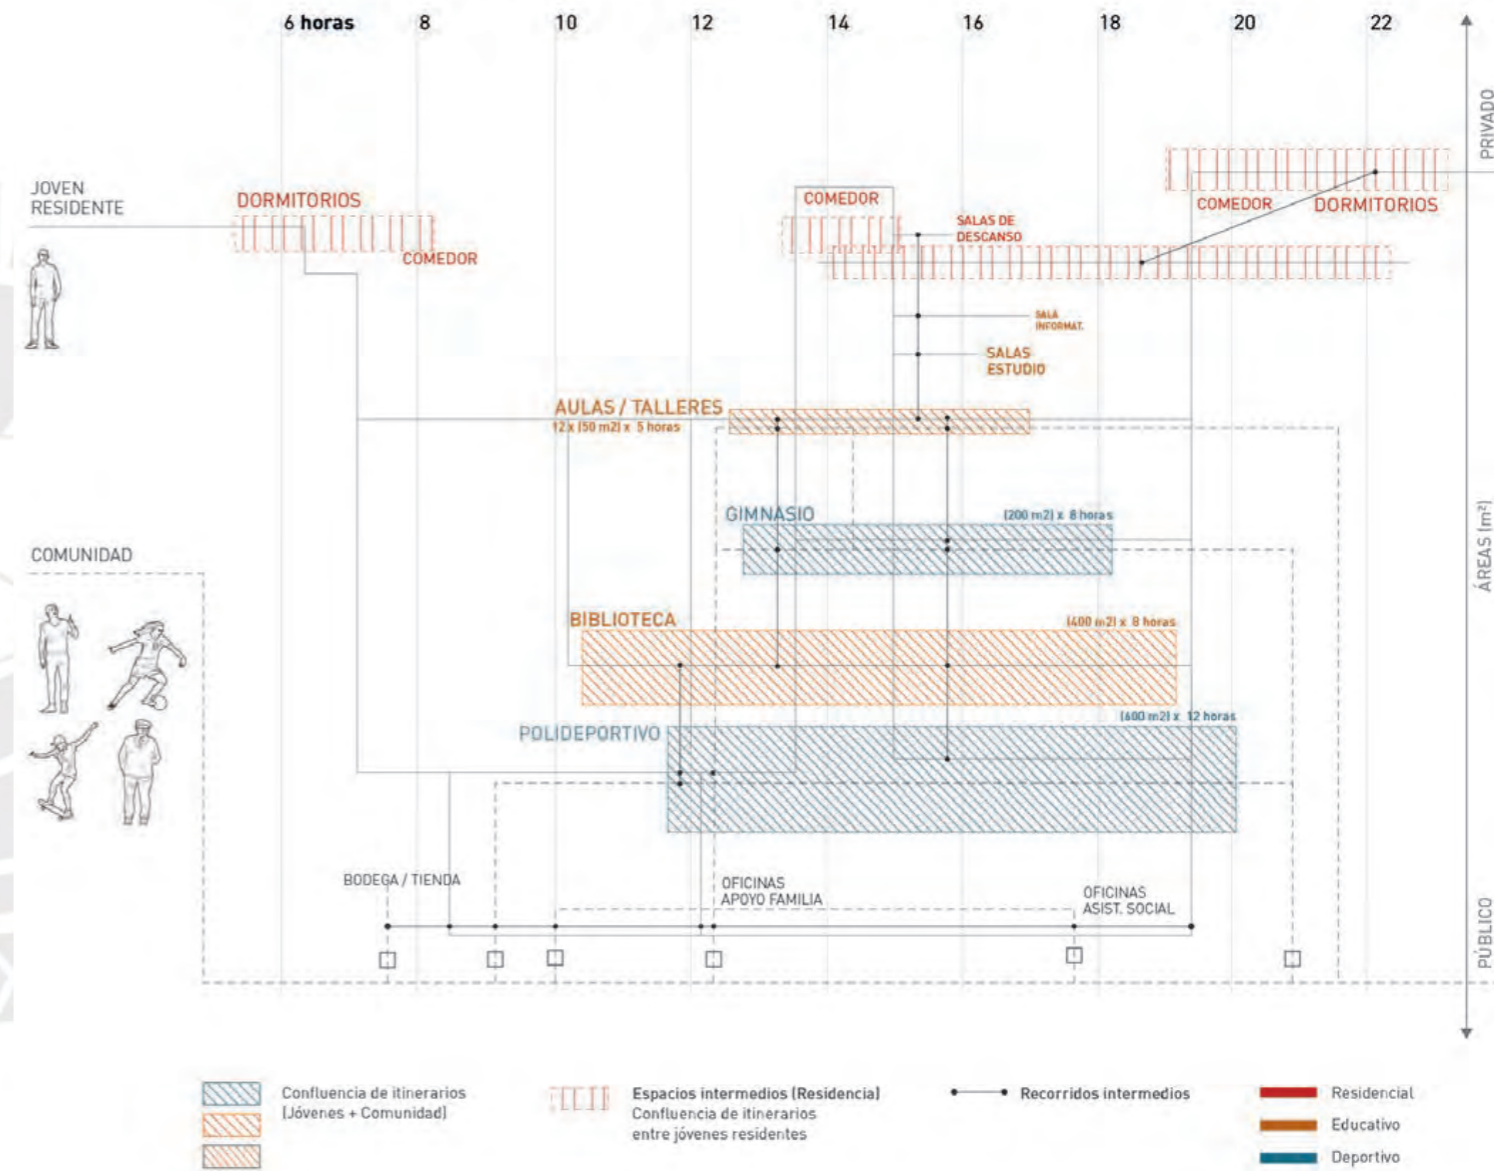 6 horas 8 10 12 14 16 18 20 22
PRIVADO
JOVEN
RESIDENTE
DORMITORIOS
COMEDOR
COMEDOR
SALAS DE
DESCANSO
COMEDOR
DORMITORIOS
SALA
INFORMAT.
SALAS
ESTUDIO
AULAS / TALLERES
12 x (50 m2) x 5 horas
GIMNASIO
(200 m2) x 8 horas
ÁREAS (m²)
COMUNIDAD
BIBLIOTECA
(400 m2) x 8 horas
POLIDEPORTIVO
(600 m2) x 12 horas
BODEGA / TIENDA
OFICINAS
APOYO FAMILIA
OFICINAS
ASIST. SOCIAL
PÚBLICO
Confluencia de itinerarios
(Jóvenes + Comunidad)
Espacios intermedios (Residencia)
Confluencia de itinerarios
entre jóvenes residentes
Recorridos intermedios
Residencial
Educativo
Deportivo